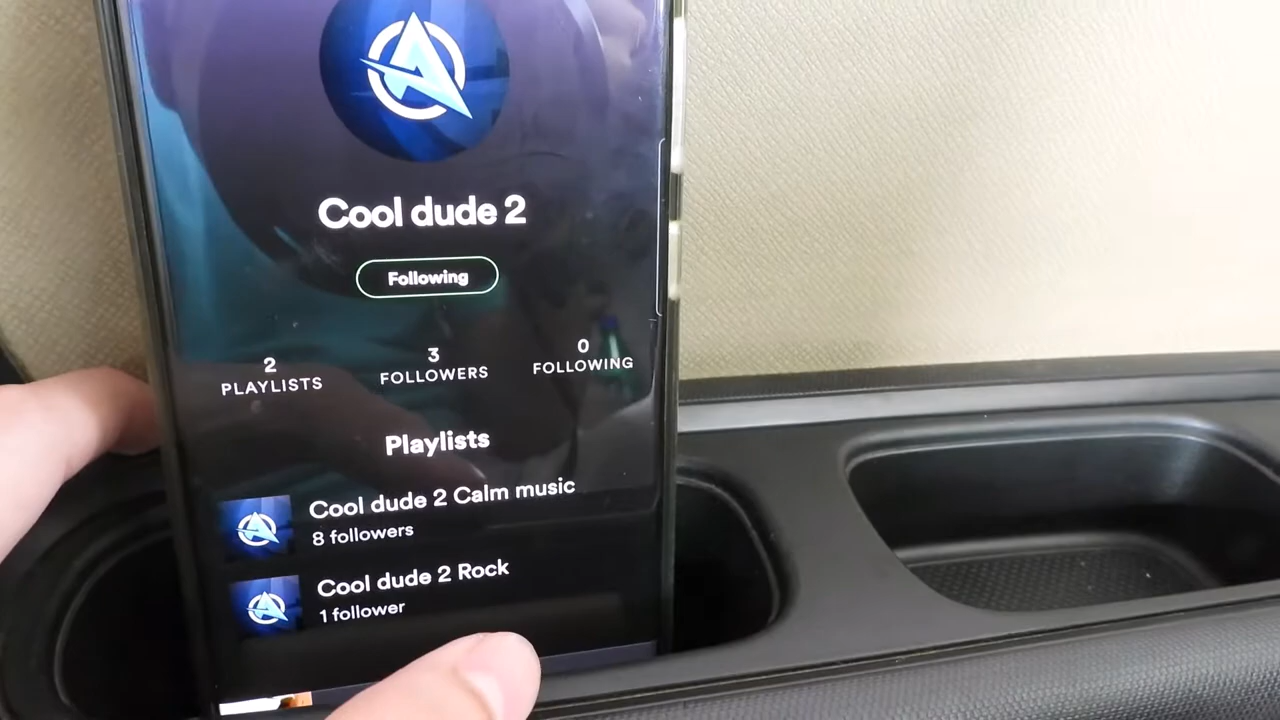 Cool dude 2
Following
2
PLAYLISTS
3
FOLLOWERS
0
FOLLOWING
Playlists
Cool dude 2 Calm music
8 followers
Cool dude 2 Rock
1 follower